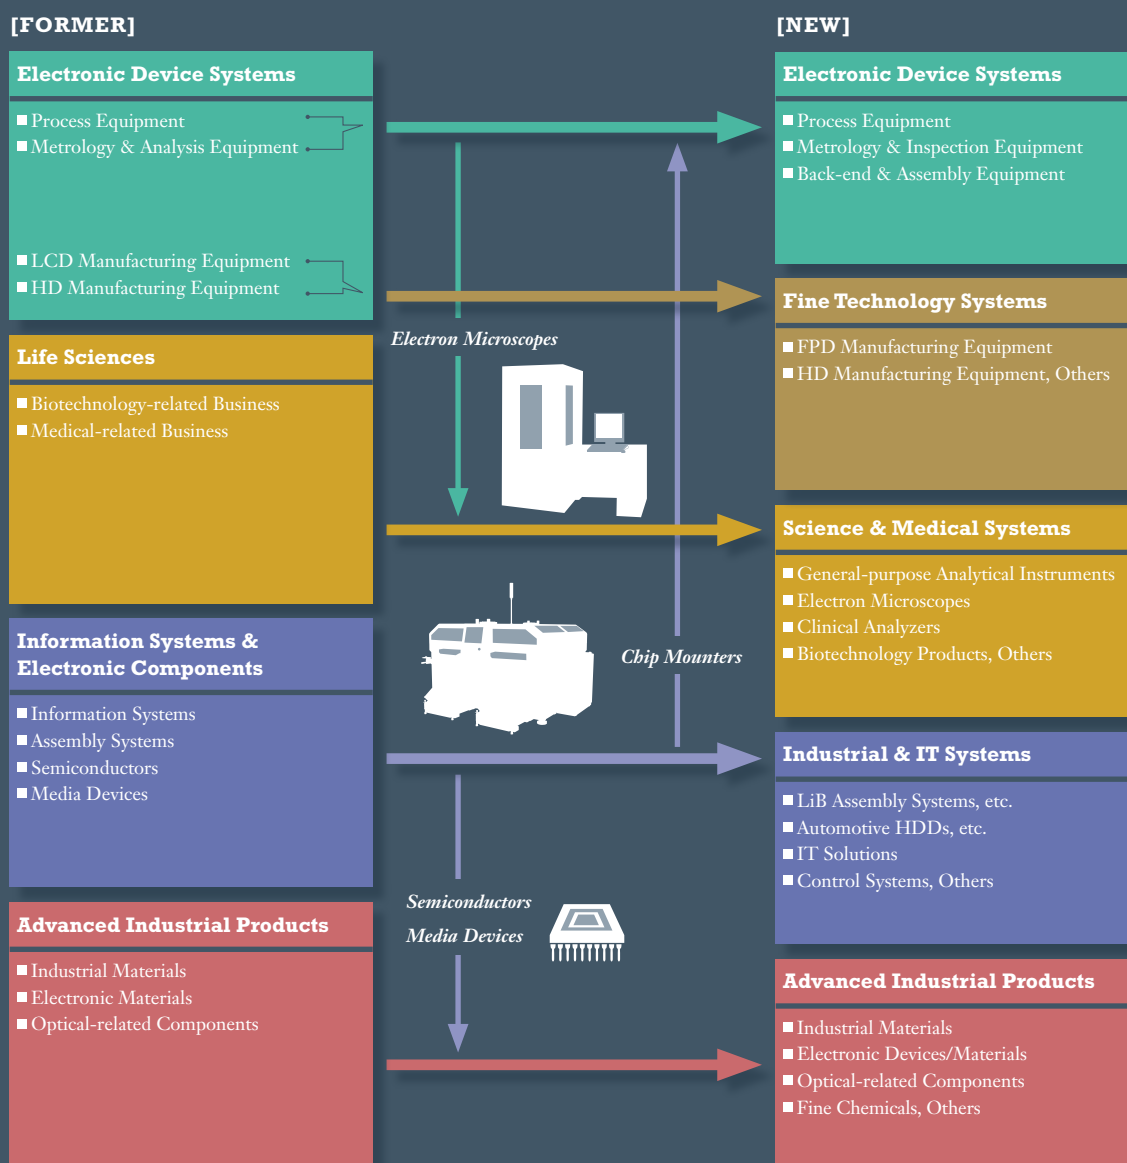 [FORMER]
Electronic Device Systems
Process Equipment
Metrology & Analysis Equipment
LCD Manufacturing Equipment
HD Manufacturing Equipment
Life Sciences
Biotechnology-related Business
Medical-related Business
Information Systems &
Electronic Components
Information Systems
Assembly Systems
Semiconductors
Media Devices
Advanced Industrial Products
Industrial Materials
Electronic Materials
Optical-related Components
Electron Microscopes
Chip Mounters
Semiconductors
Media Devices
[NEW]
Electronic Device Systems
Process Equipment
Metrology & Inspection Equipment
Back-end & Assembly Equipment
Fine Technology Systems
FPD Manufacturing Equipment
HD Manufacturing Equipment, Others
Science & Medical Systems
General-purpose Analytical Instruments
Electron Microscopes
Clinical Analyzers
Biotechnology Products, Others
Industrial & IT Systems
LiB Assembly Systems, etc.
Automotive HDDs, etc.
IT Solutions
Control Systems, Others
Advanced Industrial Products
Industrial Materials
Electronic Devices/Materials
Optical-related Components
Fine Chemicals, Others